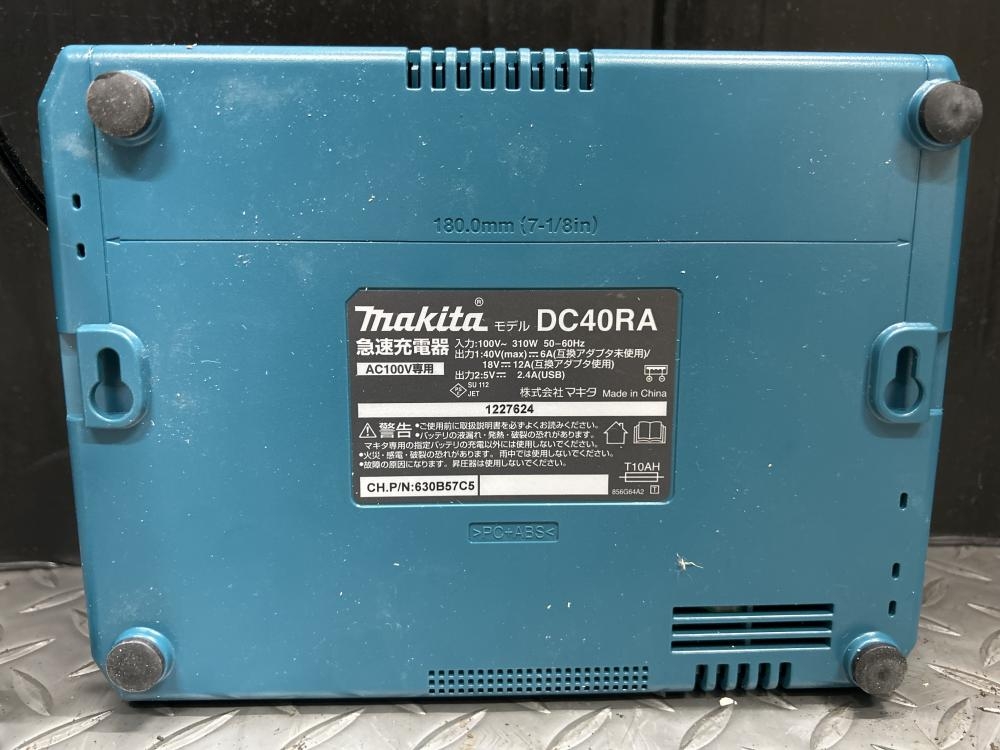 180.0mm (7-1/8in)
makita® モデル DC40RA
急速充電器
AC100V専用
入力:100V~ 310W 50-60Hz
出力1:40V(max)⎓6A(互換アダプタ未使用)/
18V⎓12A(互換アダプタ使用)
出力2:5V⎓ 2.4A(USB)
PS E
SU 112
JET
株式会社マキタ Made in China
1227624
⚠警告 •ご使用前に取扱説明書を必ずよくお読みください。
•バッテリの液漏れ・発熱・破裂の恐れがあります。
マキタ専用の指定バッテリの充電以外には使用しないでください。
•火災・感電・破裂の恐れあり。雨中では使用しないでください。
•故障の原因になります。昇圧器は使用しないでください。
T10AH
CH.P/N:630B57C5
856G64A2 T
>PC+ABS<